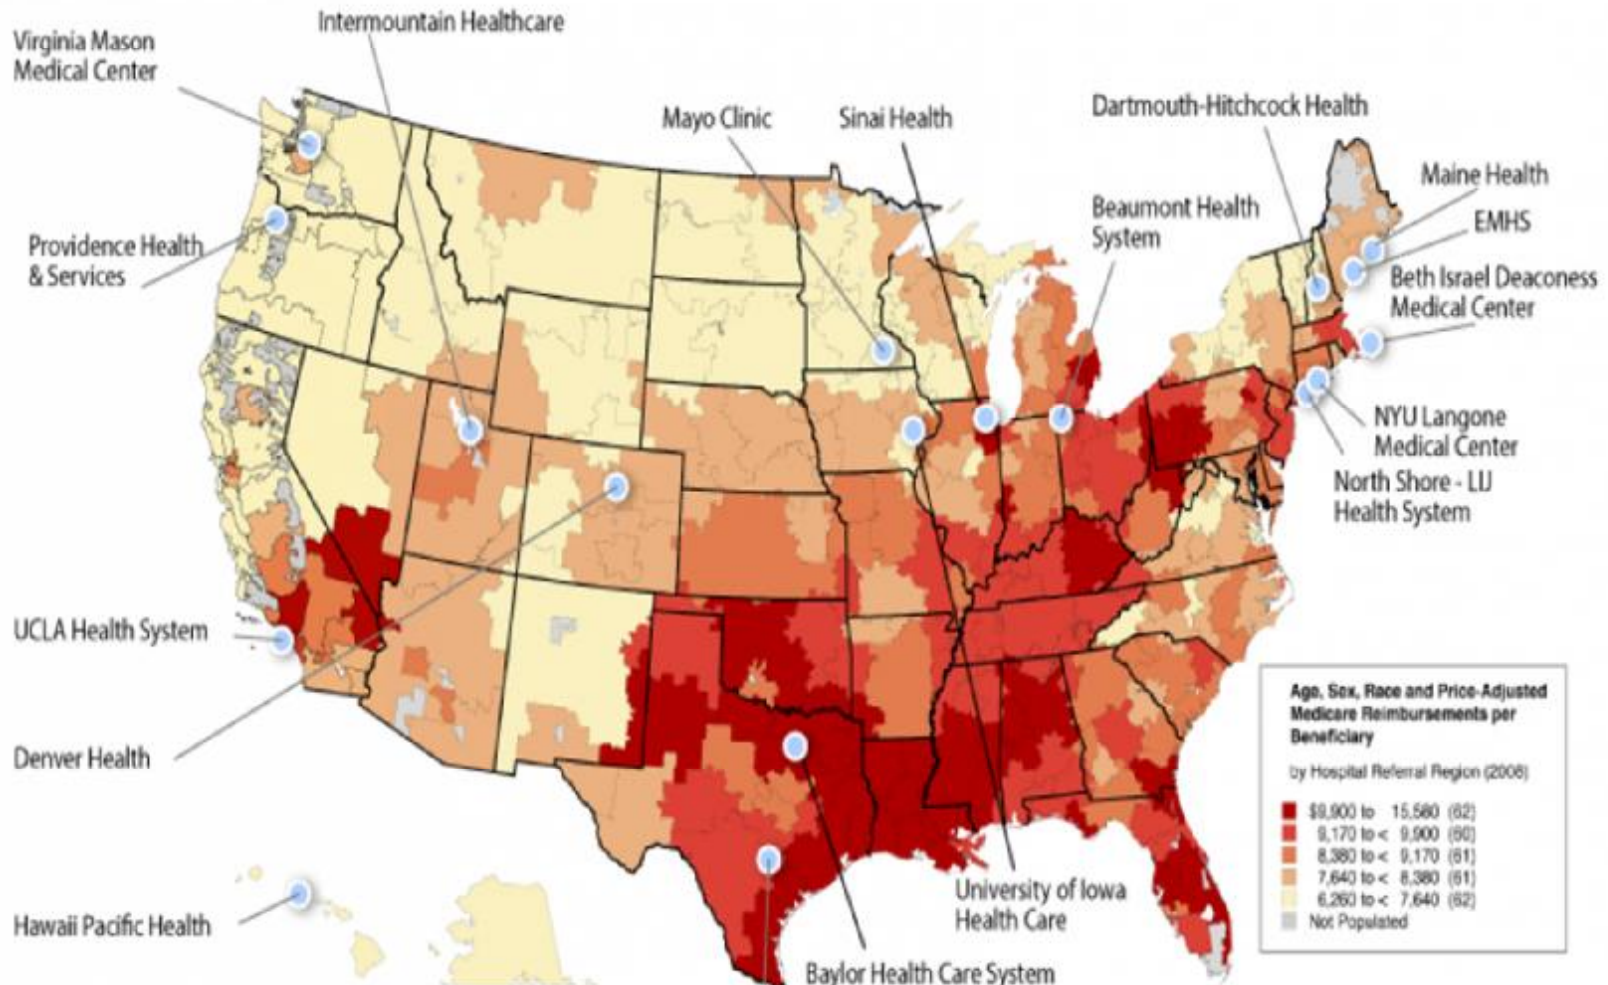 Intermountain Healthcare
Virginia Mason
Medical Center
Mayo Clinic
Sinai Health
Dartmouth-Hitchcock Health
Maine Health
Beaumont Health
System
EMHS
Providence Health
& Services
Beth Israel Deaconess
Medical Center
NYU Langone
Medical Center
North Shore - LIJ
Health System
UCLA Health System
Denver Health
Hawaii Pacific Health
University of Iowa
Health Care
Baylor Health Care System
Age, Sex, Race and Price-Adjusted
Medicare Reimbursements per
Beneficiary
by Hospital Referral Region (2008)
$9,900 to 15,580 (62)
9,170 to < 9,900 (60)
8,380 to < 9,170 (61)
7,640 to < 8,380 (61)
6,260 to < 7,640 (62)
Not Populated